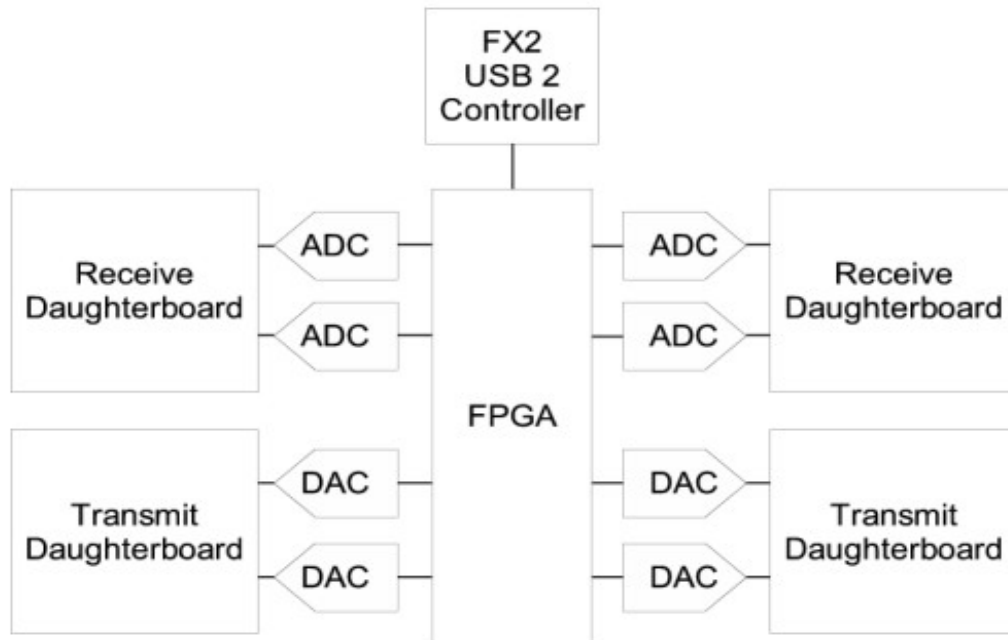 FX2
USB 2
Controller
Receive
Daughterboard
ADC
ADC
ADC
ADC
Receive
Daughterboard
FPGA
Transmit
Daughterboard
DAC
DAC
DAC
DAC
Transmit
Daughterboard